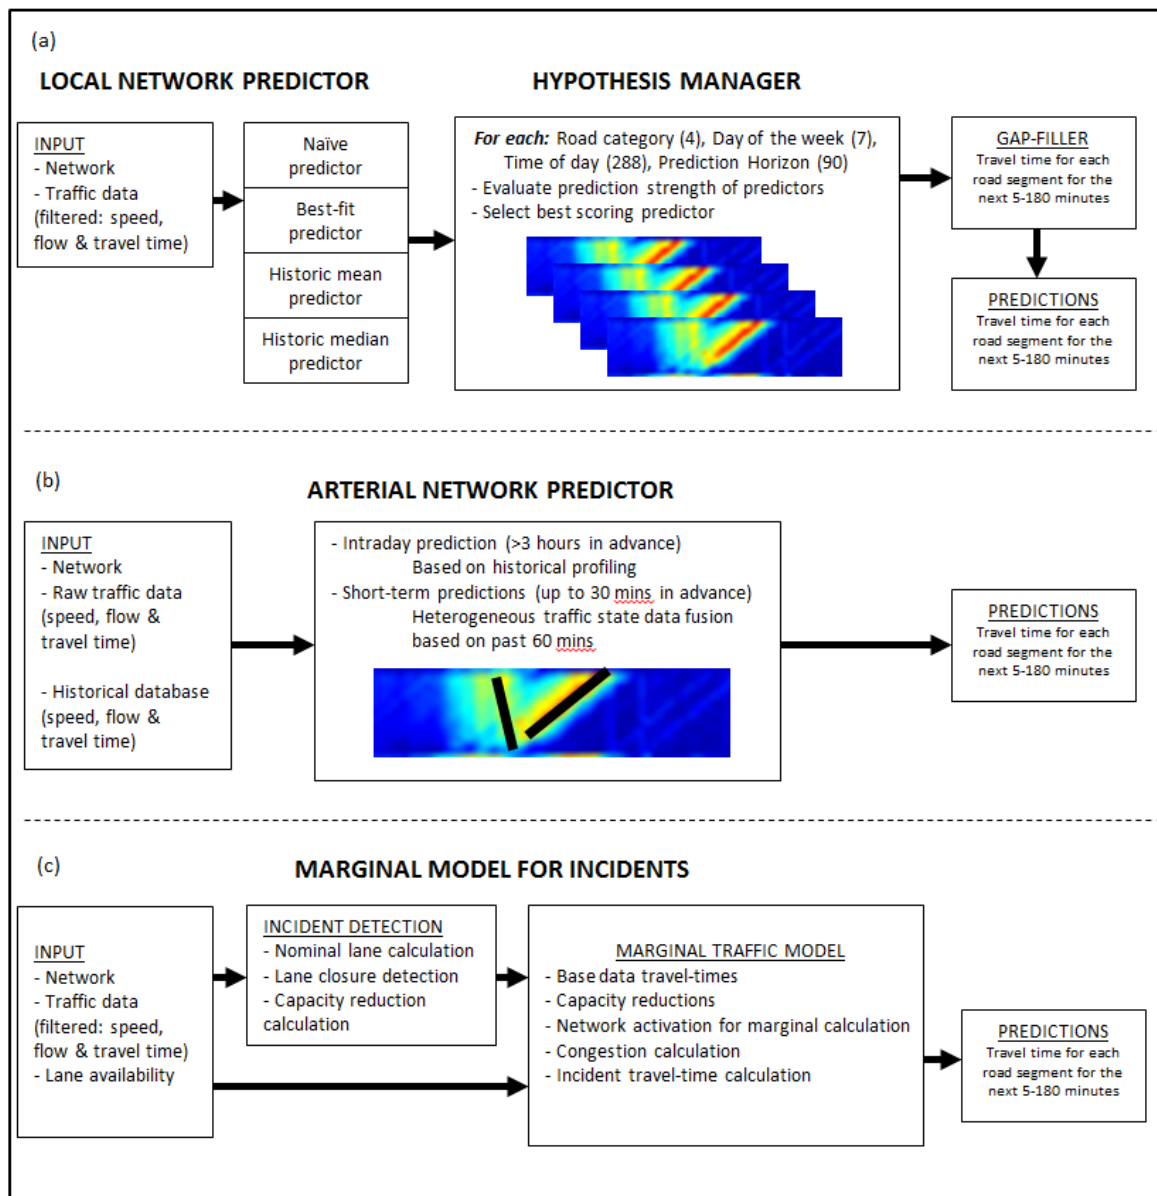 (a)
LOCAL NETWORK PREDICTOR
HYPOTHESIS MANAGER
INPUT
- Network
- Traffic data
(filtered: speed,
flow & travel time)
Naïve
predictor
Best-fit
predictor
Historic mean
predictor
Historic median
predictor
For each: Road category (4), Day of the week (7),
Time of day (288), Prediction Horizon (90)
- Evaluate prediction strength of predictors
- Select best scoring predictor
GAP-FILLER
Travel time for each
road segment for the
next 5-180 minutes
PREDICTIONS
Travel time for each
road segment for the
next 5-180 minutes
(b)
ARTERIAL NETWORK PREDICTOR
INPUT
- Network
- Raw traffic data
(speed, flow &
travel time)
- Historical database
(speed, flow &
travel time)
- Intraday prediction (>3 hours in advance)
Based on historical profiling
- Short-term predictions (up to 30 mins in advance)
Heterogeneous traffic state data fusion
based on past 60 mins
PREDICTIONS
Travel time for each
road segment for the
next 5-180 minutes
(c)
MARGINAL MODEL FOR INCIDENTS
INPUT
- Network
- Traffic data
(filtered: speed,
flow & travel time)
- Lane availability
INCIDENT DETECTION
- Nominal lane calculation
- Lane closure detection
- Capacity reduction
calculation
MARGINAL TRAFFIC MODEL
- Base data travel-times
- Capacity reductions
- Network activation for marginal calculation
- Congestion calculation
- Incident travel-time calculation
PREDICTIONS
Travel time for each
road segment for the
next 5-180 minutes